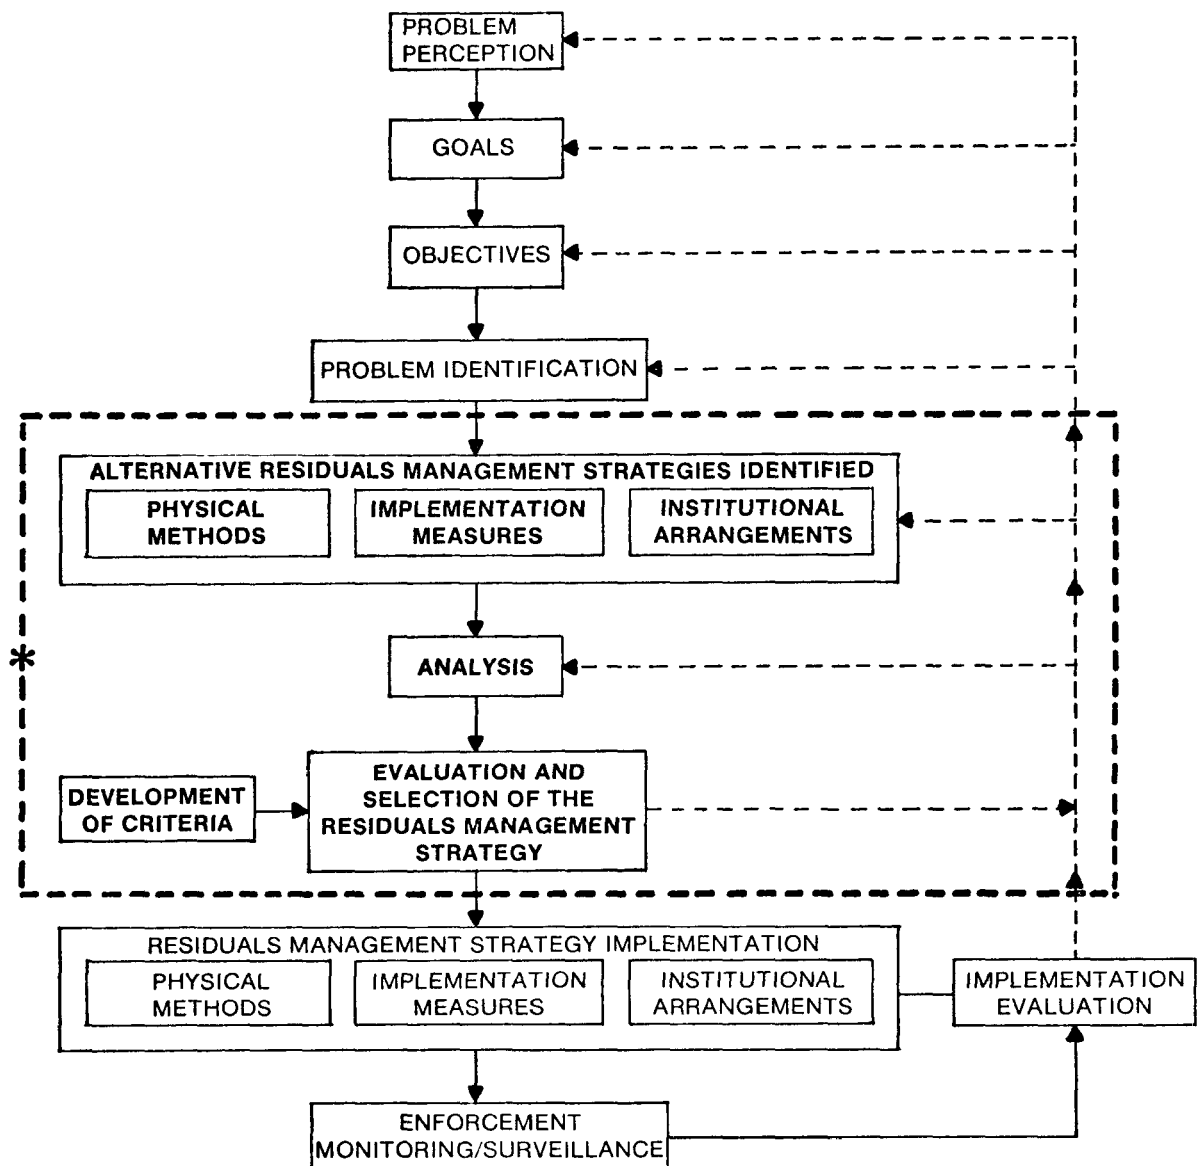 PROBLEM
PERCEPTION
GOALS
OBJECTIVES
PROBLEM IDENTIFICATION
ALTERNATIVE RESIDUALS MANAGEMENT STRATEGIES IDENTIFIED
PHYSICAL
METHODS
IMPLEMENTATION
MEASURES
INSTITUTIONAL
ARRANGEMENTS
*
ANALYSIS
DEVELOPMENT
OF CRITERIA
EVALUATION AND
SELECTION OF THE
RESIDUALS MANAGEMENT
STRATEGY
RESIDUALS MANAGEMENT STRATEGY IMPLEMENTATION
PHYSICAL
METHODS
IMPLEMENTATION
MEASURES
INSTITUTIONAL
ARRANGEMENTS
IMPLEMENTATION
EVALUATION
ENFORCEMENT
MONITORING/SURVEILLANCE